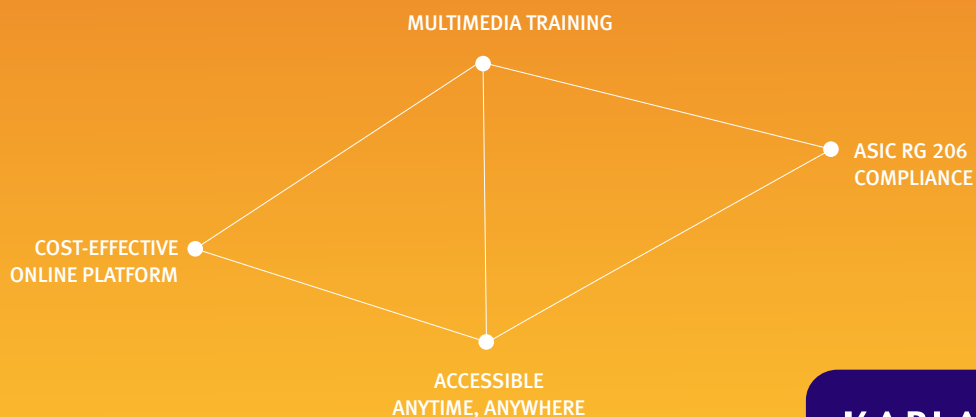 MULTIMEDIA TRAINING
ASIC RG 206
COMPLIANCE
COST-EFFECTIVE
ONLINE PLATFORM
ACCESSIBLE
ANYTIME, ANYWHERE